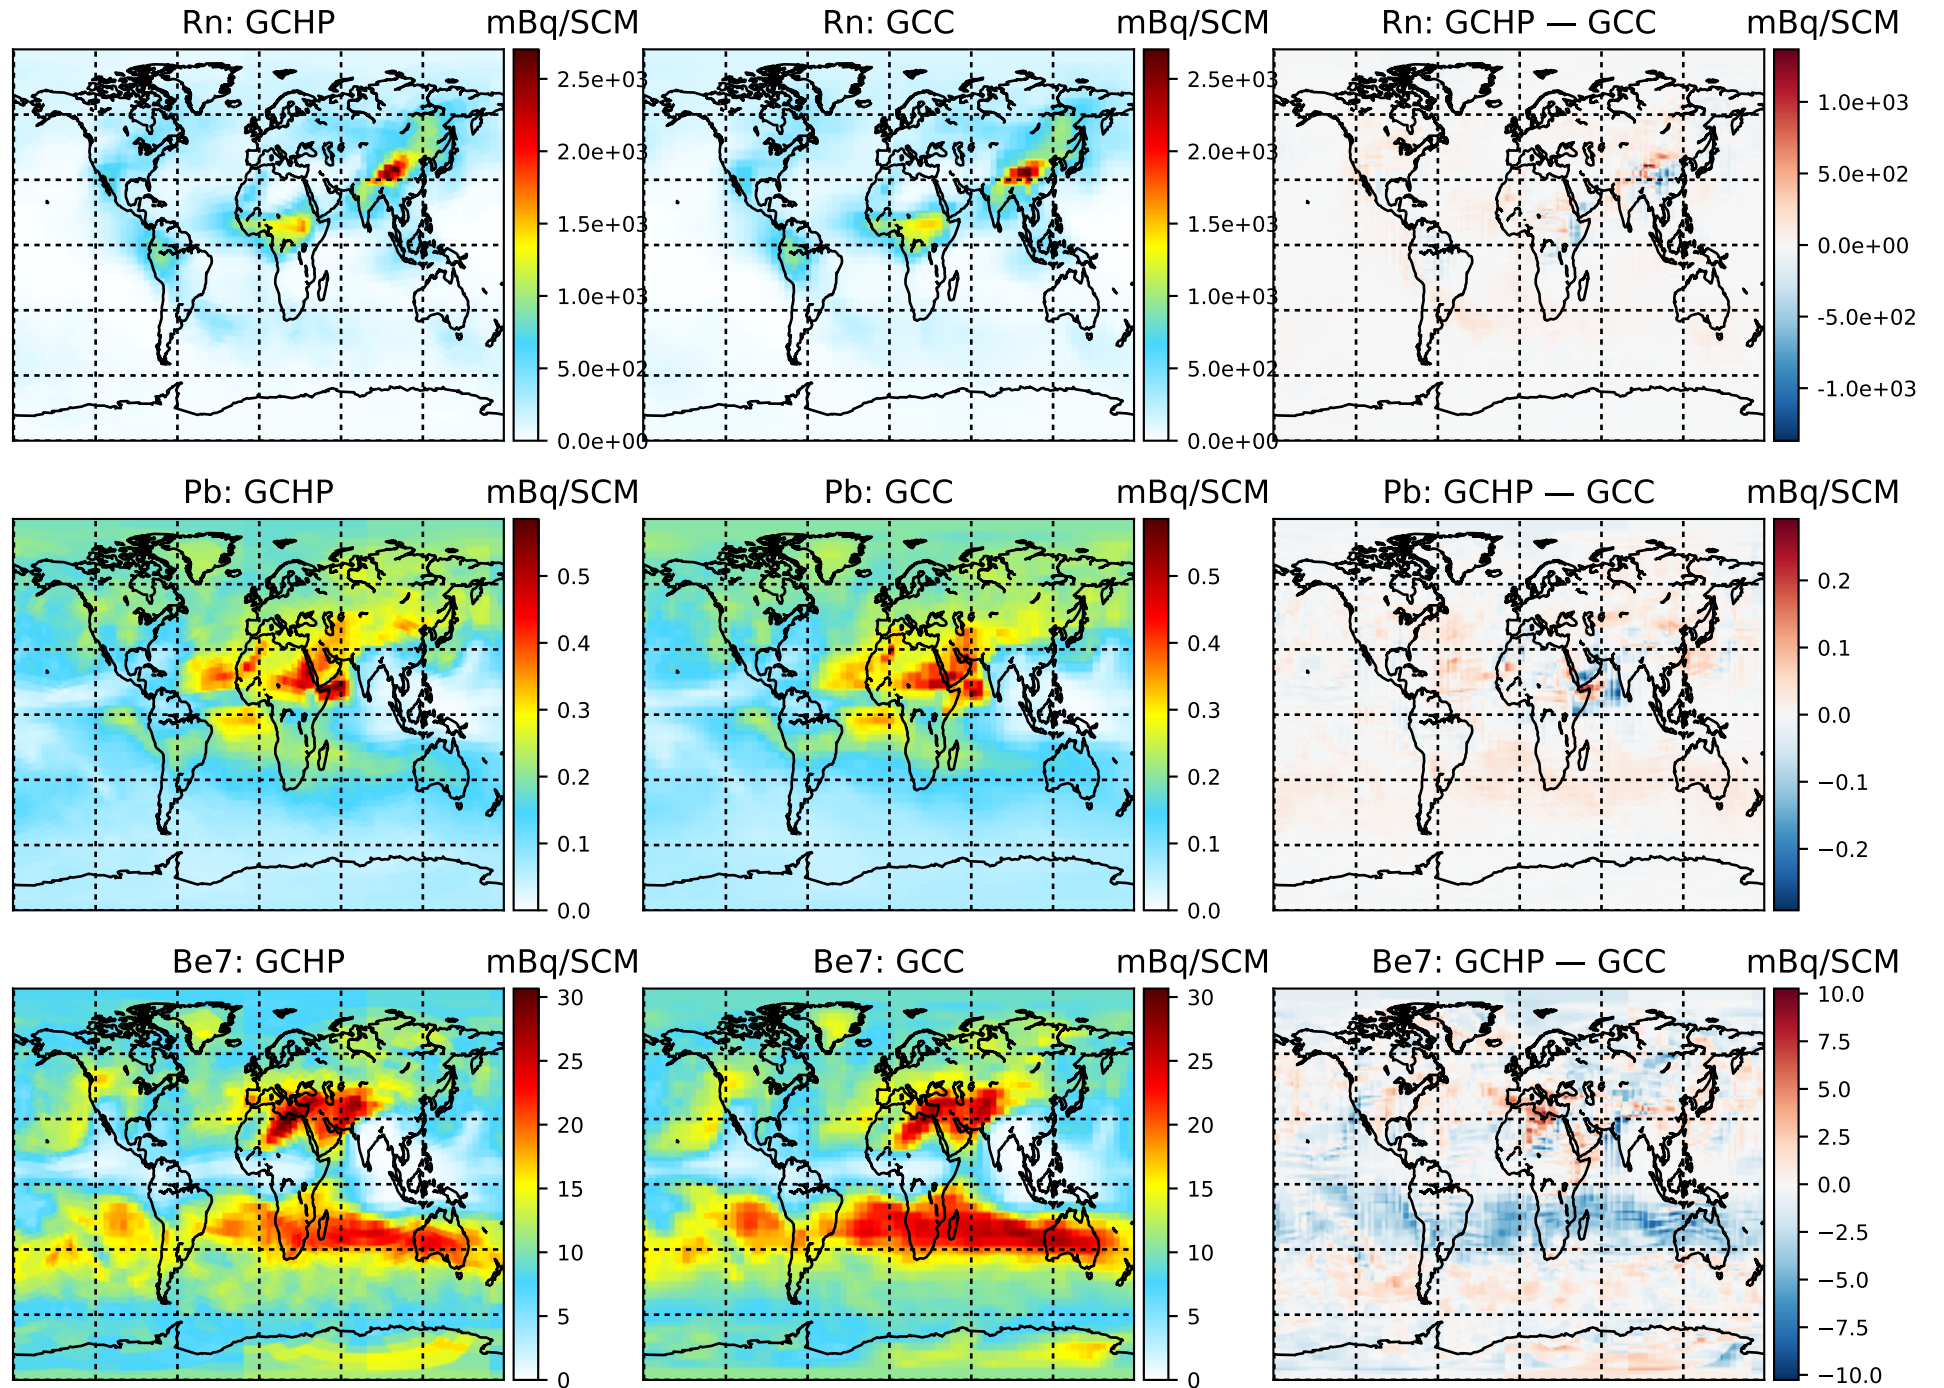 Rn: GCHP mBq/SCM Rn: GCC mBq/SCM Rn: GCHP — GCC mBq/SCM
2.5e+03 2.5e+03 1.0e+03
2.0e+03 2.0e+03 5.0e+02
1.5e+03 1.5e+03 0.0e+00
1.0e+03 1.0e+03 -5.0e+02
5.0e+02 5.0e+02 -1.0e+03
0.0e+00 0.0e+00
Pb: GCHP mBq/SCM Pb: GCC mBq/SCM Pb: GCHP — GCC mBq/SCM
0.5 0.5 0.2
0.4 0.4 0.1
0.3 0.3 0.0
0.2 0.2 −0.1
0.1 0.1 −0.2
0.0 0.0
Be7: GCHP mBq/SCM Be7: GCC mBq/SCM Be7: GCHP — GCC mBq/SCM
30 30 10.0
25 25 7.5
20 20 5.0
15 15 2.5
10 10 0.0
5 5 −2.5
0 0 −5.0
−7.5
−10.0